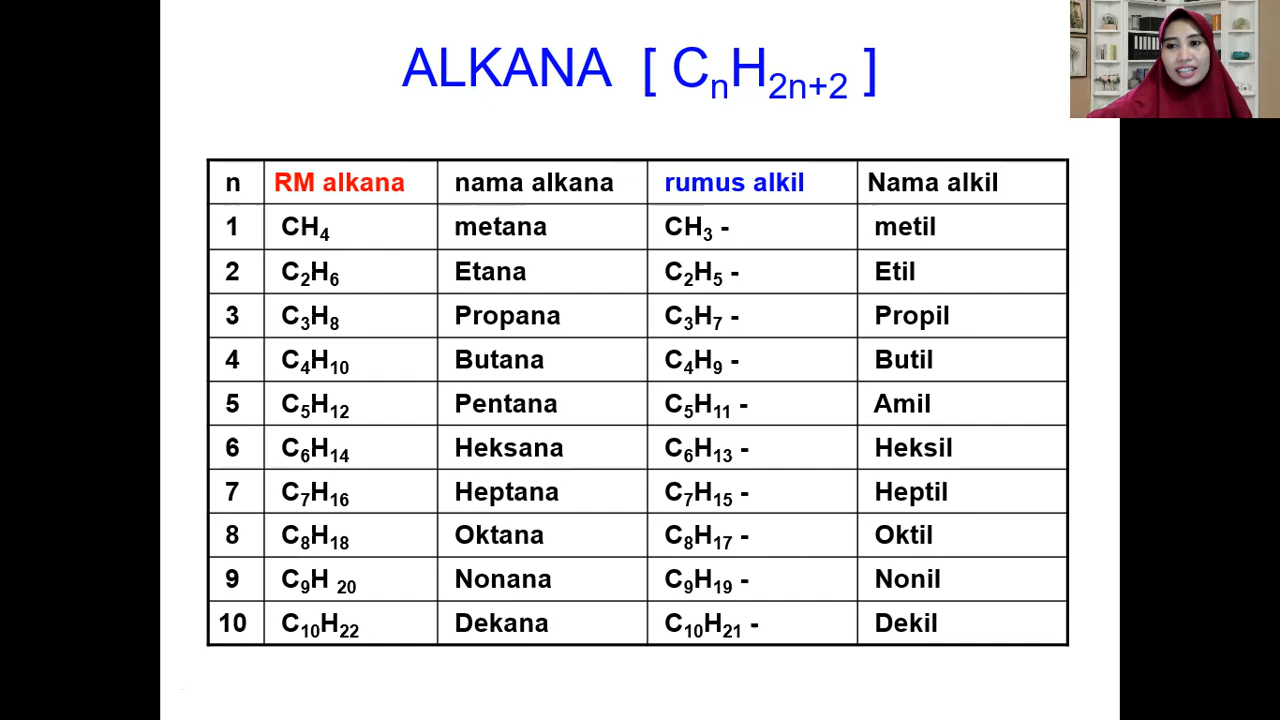 ALKANA [ CnH2n+2 ]
n RM alkana nama alkana rumus alkil Nama alkil
1 CH4 metana CH3 - metil
2 C2H6 Etana C2H5 - Etil
3 C3H8 Propana C3H7 - Propil
4 C4H10 Butana C4H9 - Butil
5 C5H12 Pentana C5H11 - Amil
6 C6H14 Heksana C6H13 - Heksil
7 C7H16 Heptana C7H15 - Heptil
8 C8H18 Oktana C8H17 - Oktil
9 C9H 20 Nonana C9H19 - Nonil
10 C10H22 Dekana C10H21 - Dekil